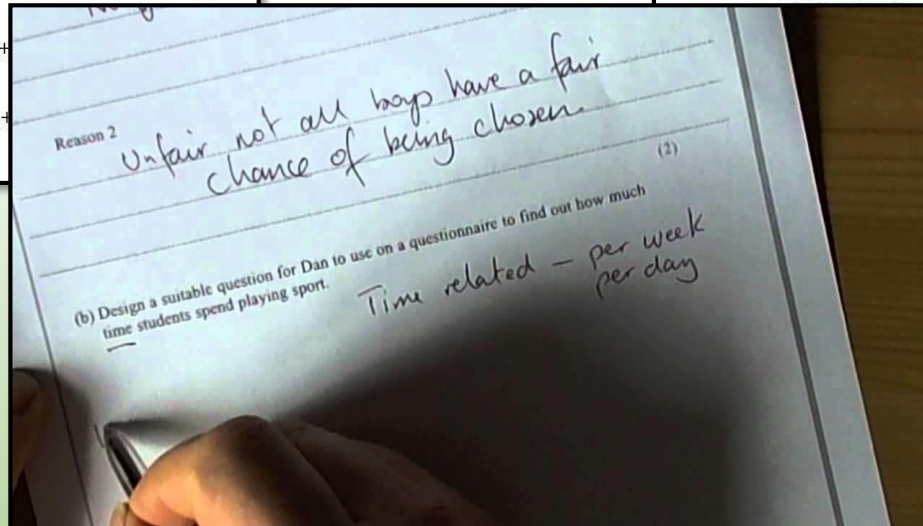 Reason 2
Unfair not all boys have a fair
chance of being chosen.
(2)
(b) Design a suitable question for Dan to use on a questionnaire to find out how much
time students spend playing sport.
Time related – per week
per day